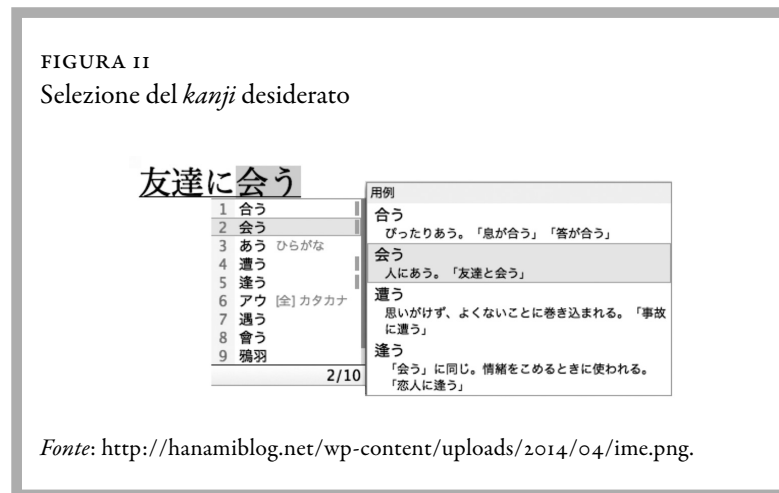 FIGURA 11
Selezione del kanji desiderato
友達に会う
1 合う
2 会う
3 あう ひらがな
4 遭う
5 逢う
6 アウ [全]カタカナ
7 遇う
8 會う
9 鴉羽
2/10
用例
合う
ぴったりあう。「息が合う」「答が合う」
会う
人にあう。「友達と会う」
遭う
思いがけず、よくないことに巻き込まれる。「事故
に遭う」
逢う
「会う」に同じ。情緒をこめるときに使われる。
「恋人に逢う」
Fonte: http://hanamiblog.net/wp-content/uploads/2014/04/ime.png.